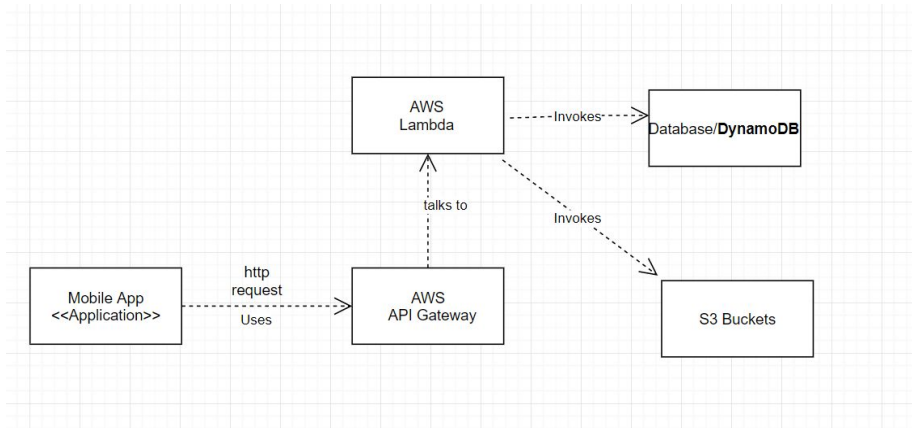 AWS
Lambda
Invokes
Database/DynamoDB
talks to
Invokes
Mobile App
<<Application>>
http
request
Uses
AWS
API Gateway
S3 Buckets